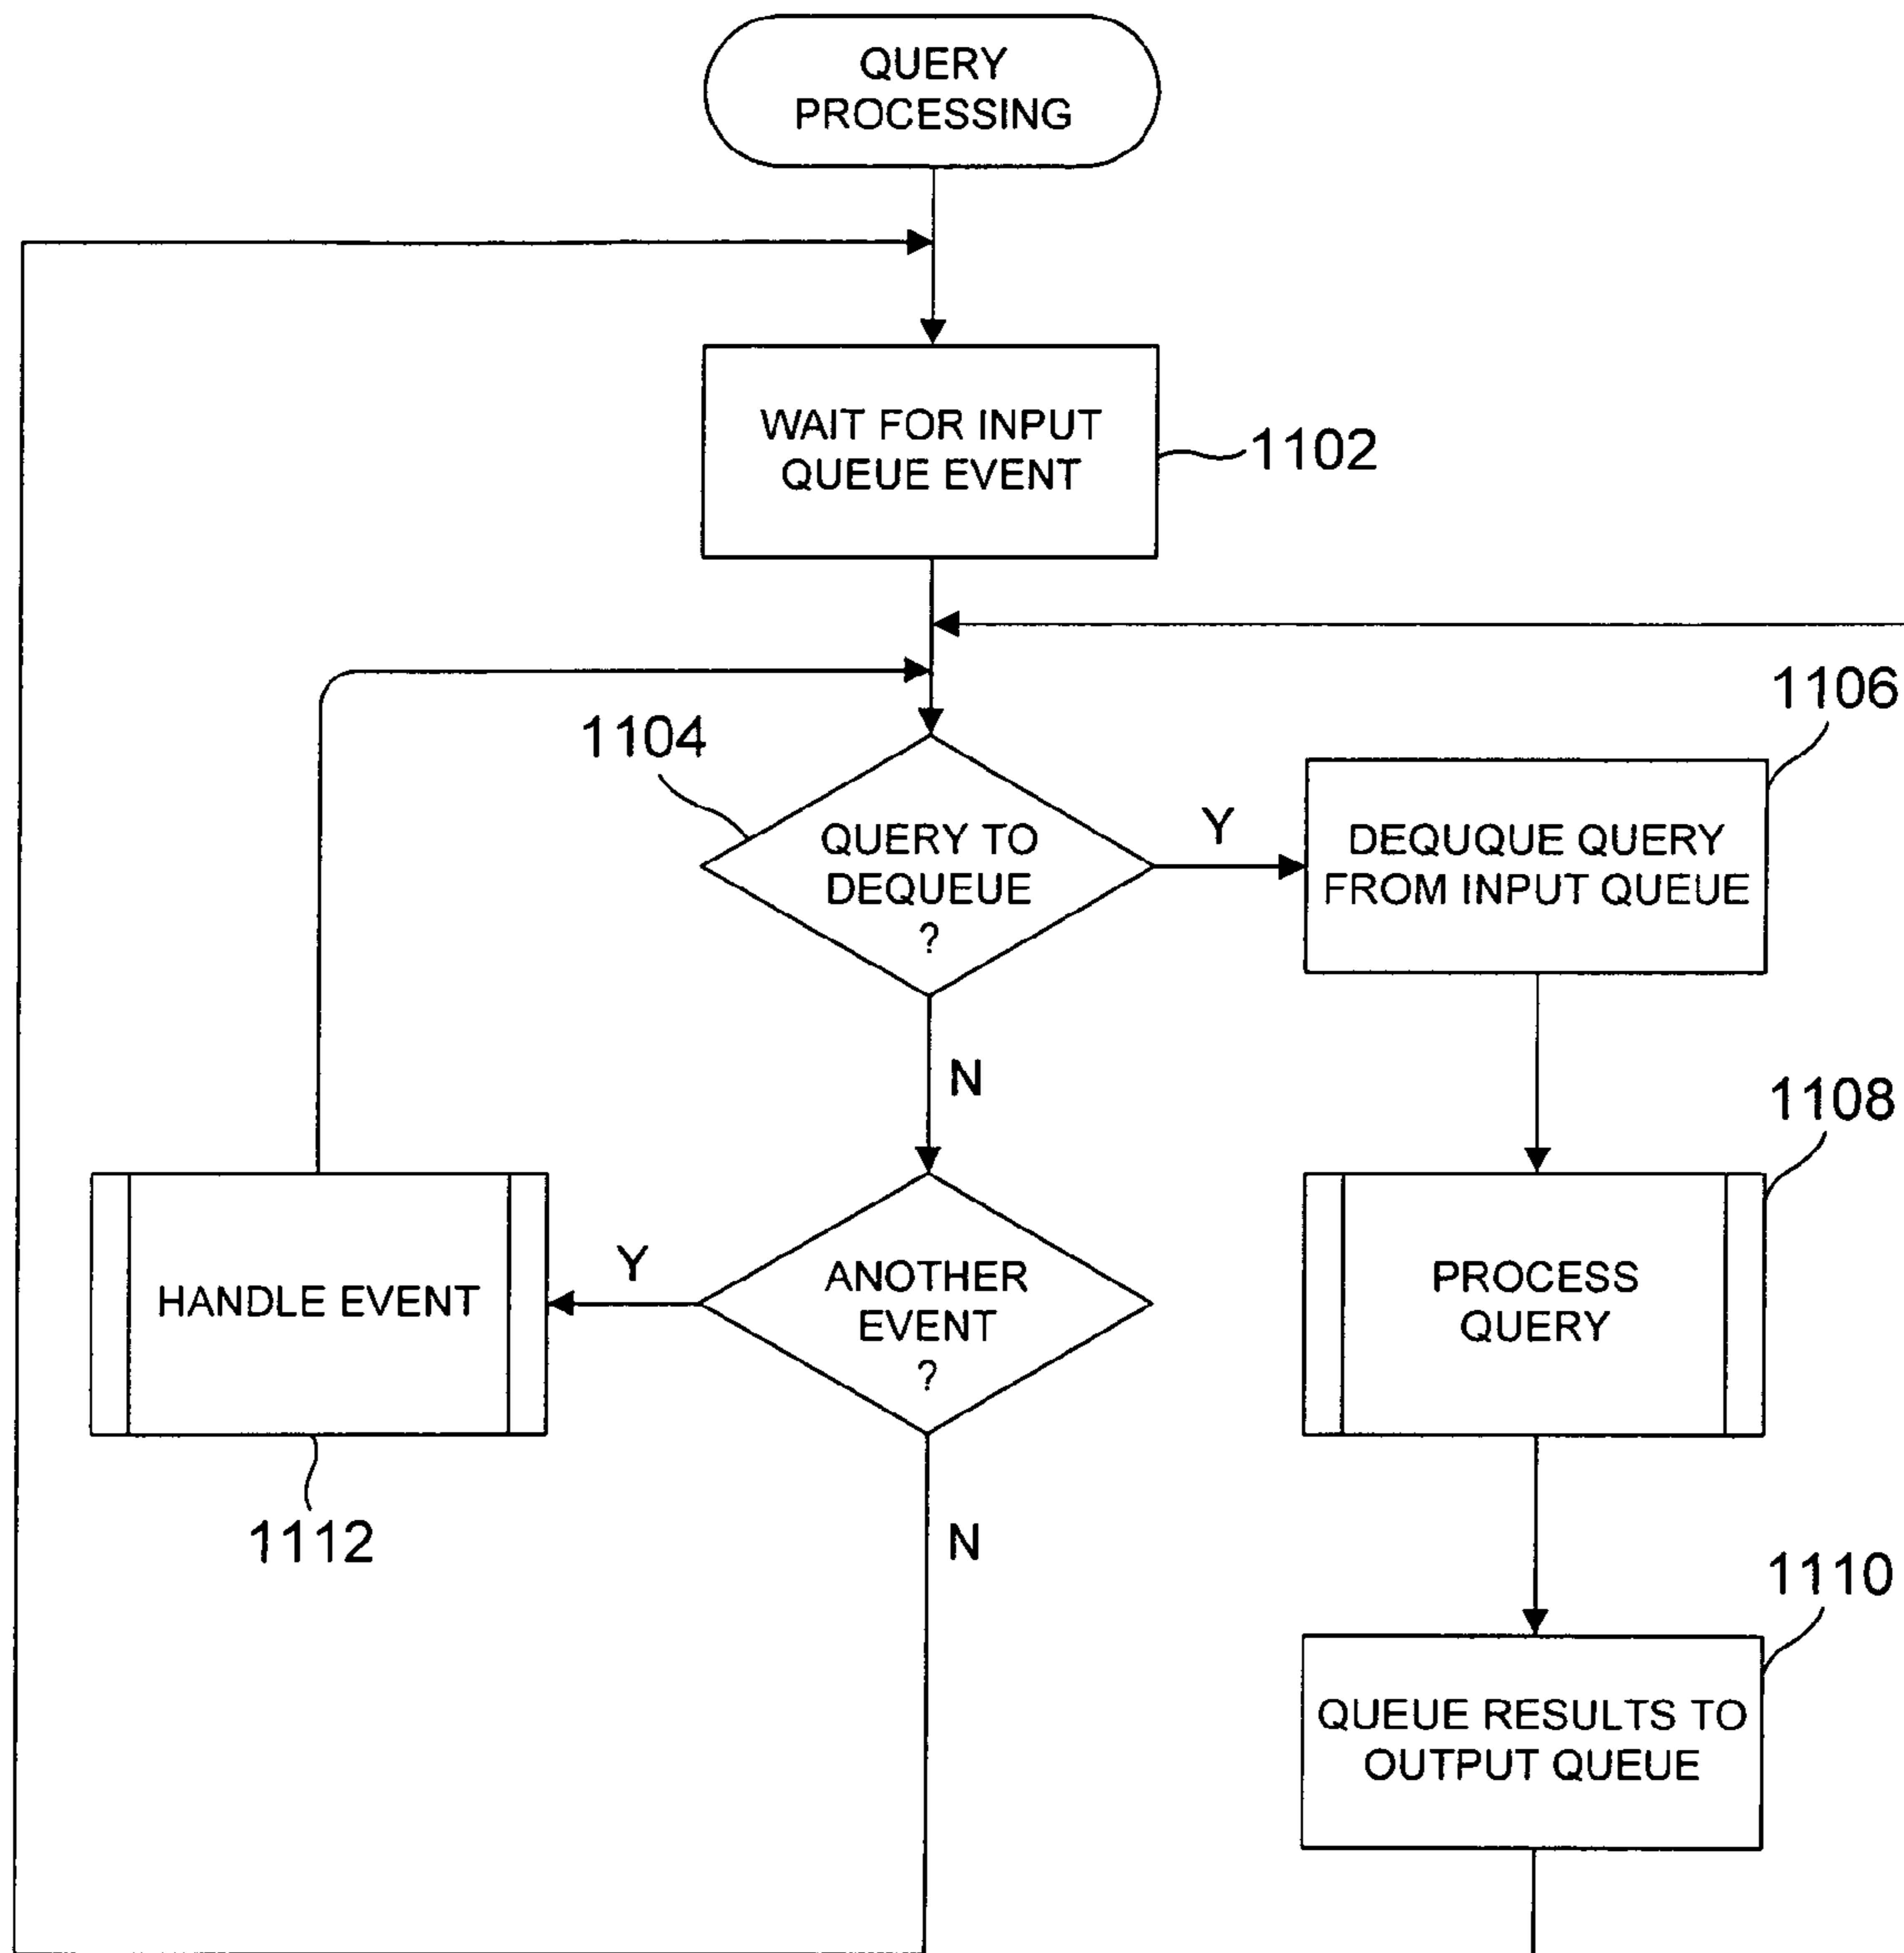 QUERY
PROCESSING
WAIT FOR INPUT
QUEUE EVENT
1102
1104
QUERY TO
DEQUEUE
?
Y
1106
DEQUQUE QUERY
FROM INPUT QUEUE
N
1108
HANDLE EVENT
1112
Y
ANOTHER
EVENT
?
PROCESS
QUERY
N
1110
QUEUE RESULTS TO
OUTPUT QUEUE